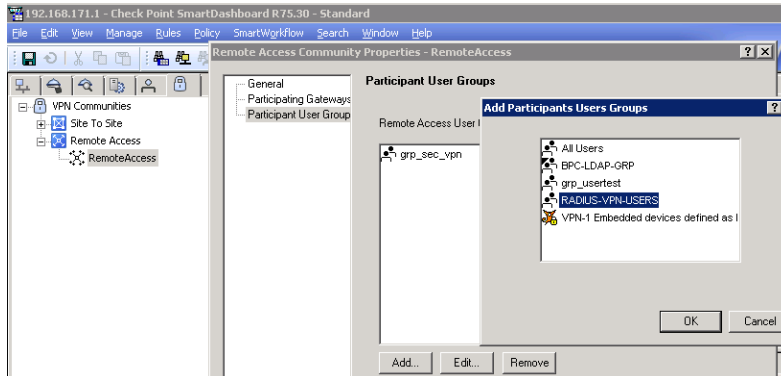 192.168.171.1 - Check Point SmartDashboard R75.30 - Standard
File Edit View Manage Rules Policy SmartWorkflow Search Window Help
Remote Access Community Properties - RemoteAccess
VPN Communities
Site To Site
Remote Access
RemoteAccess
General
Participating Gateways
Participant User Group
Participant User Groups
Remote Access User
grp_sec_vpn
Add... Edit... Remove
Add Participants Users Groups
All Users
BPC-LDAP-GRP
grp_usertest
RADIUS-VPN-USERS
VPN-1 Embedded devices defined as
OK Cancel